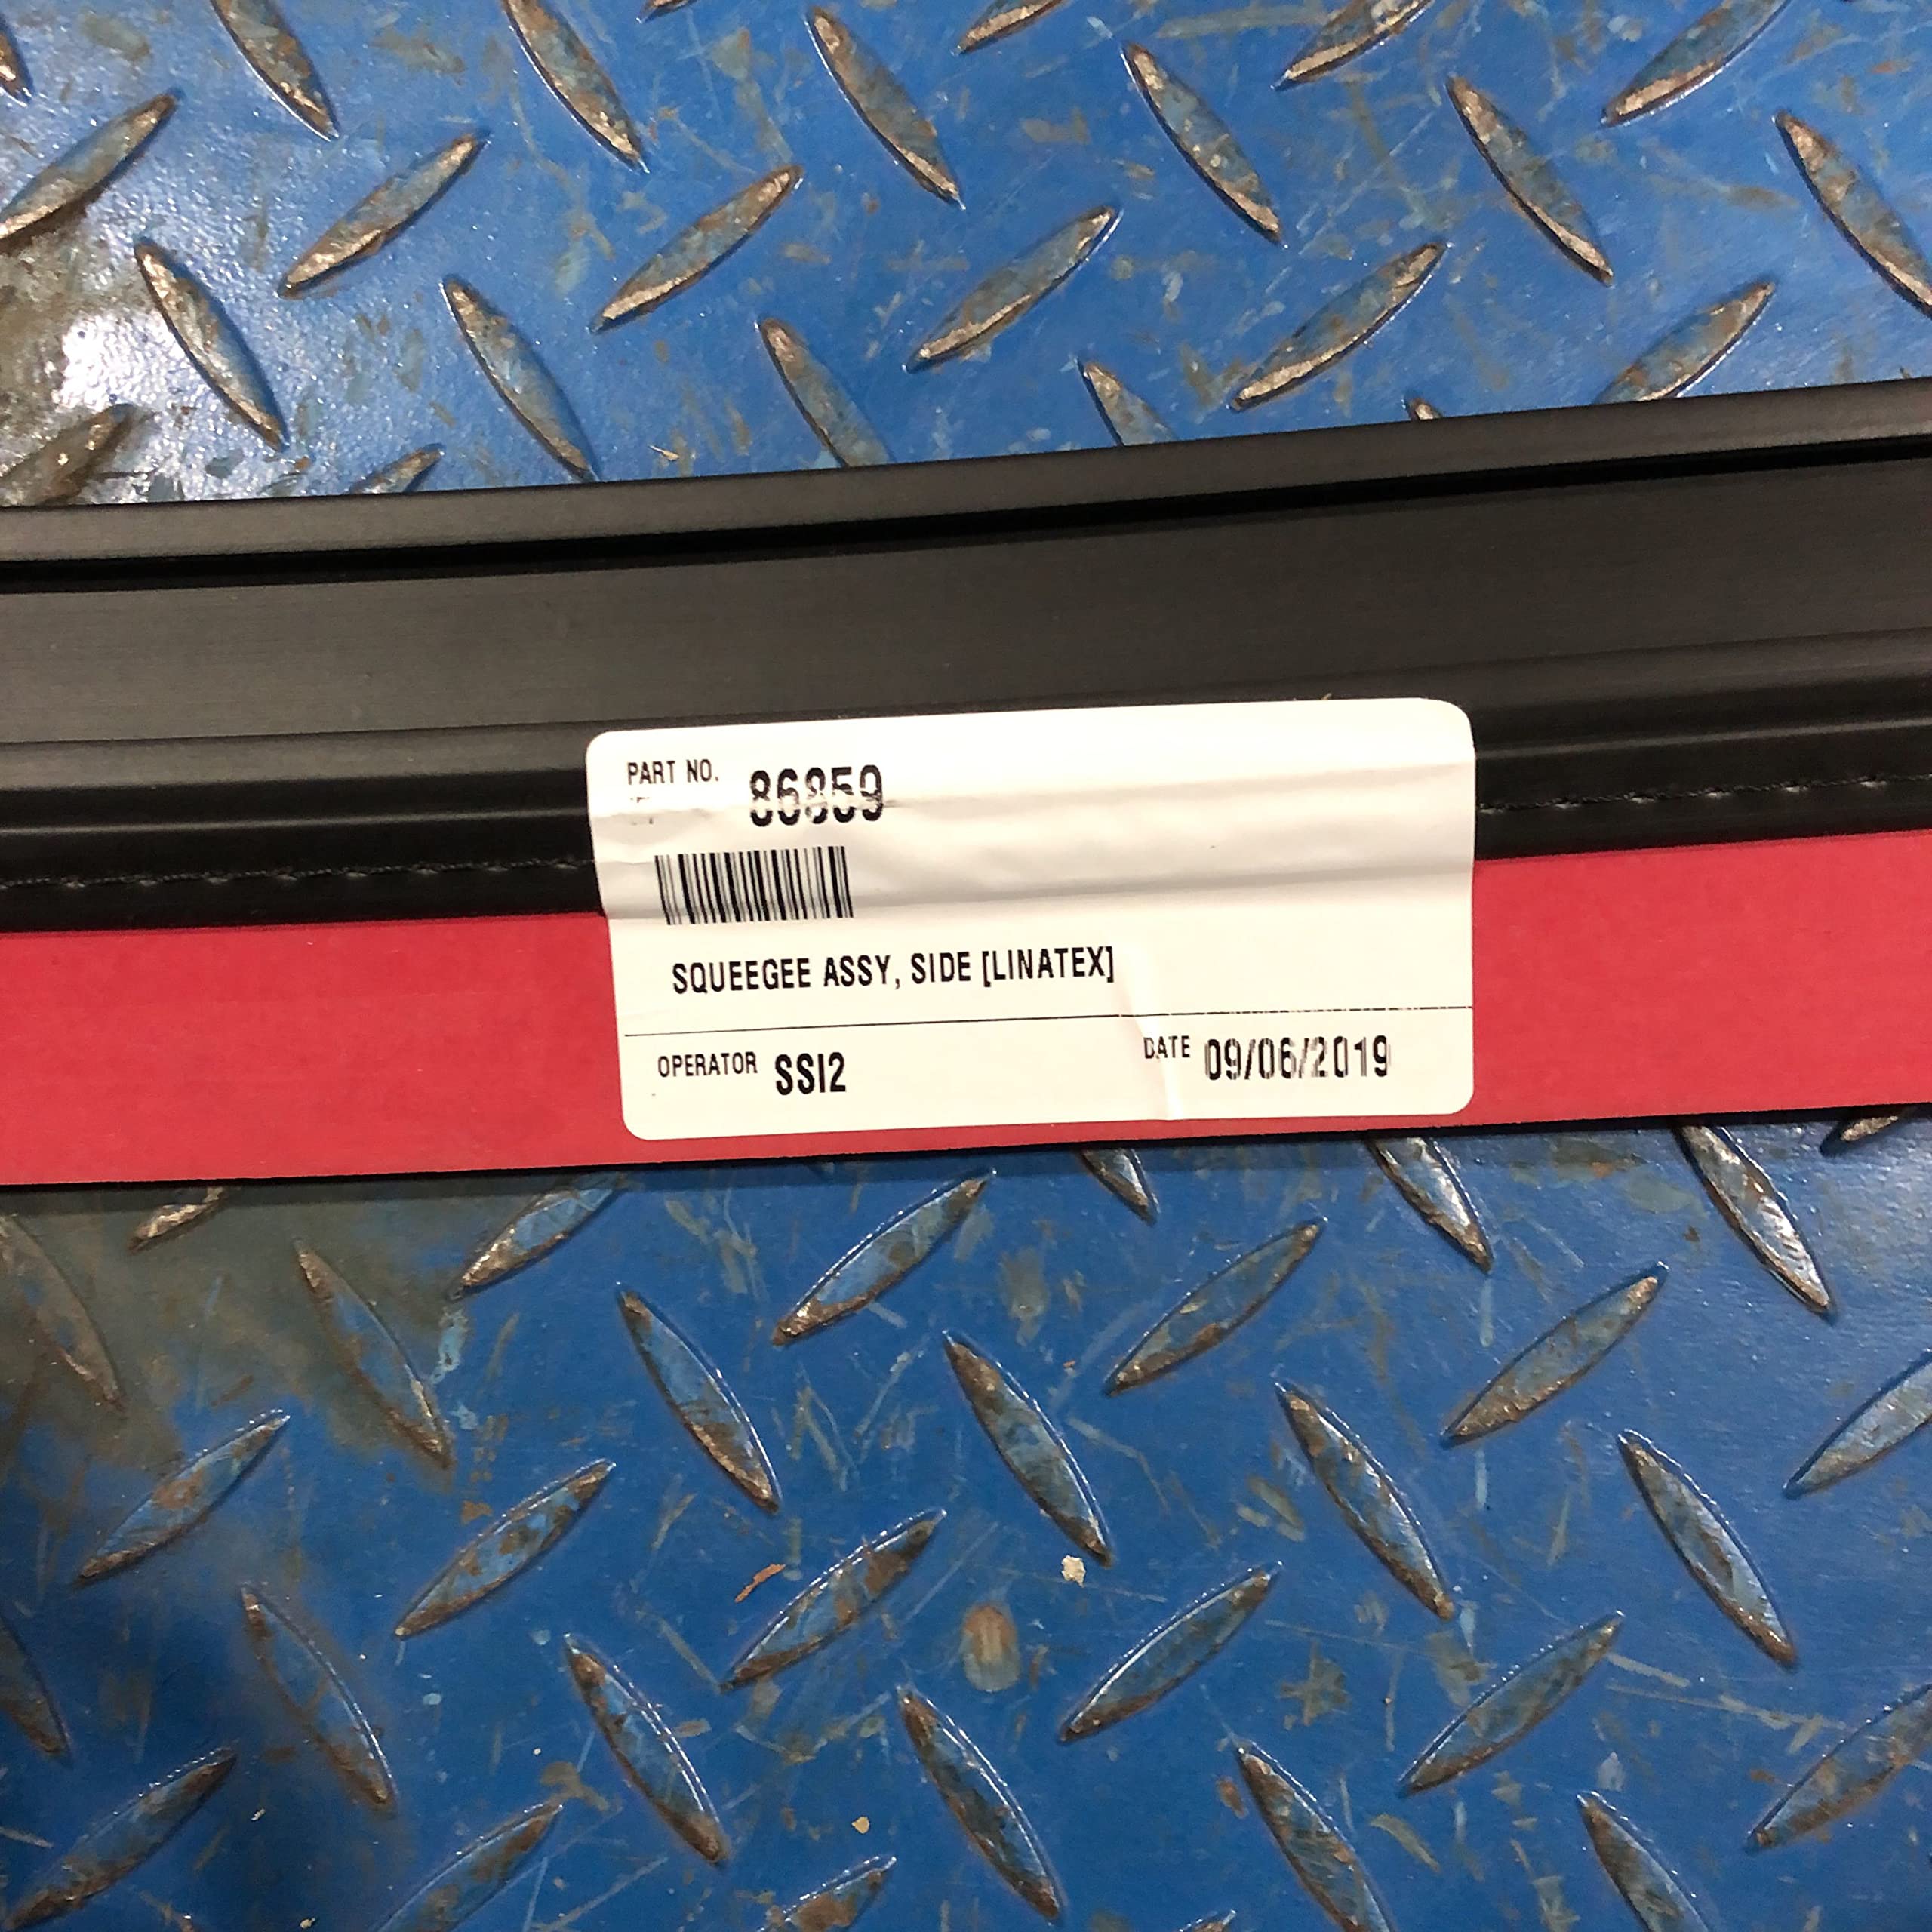 PART NO. 86859
SQUEEGEE ASSY, SIDE [LINATEX]
OPERATOR SSI2 DATE 09/06/2019